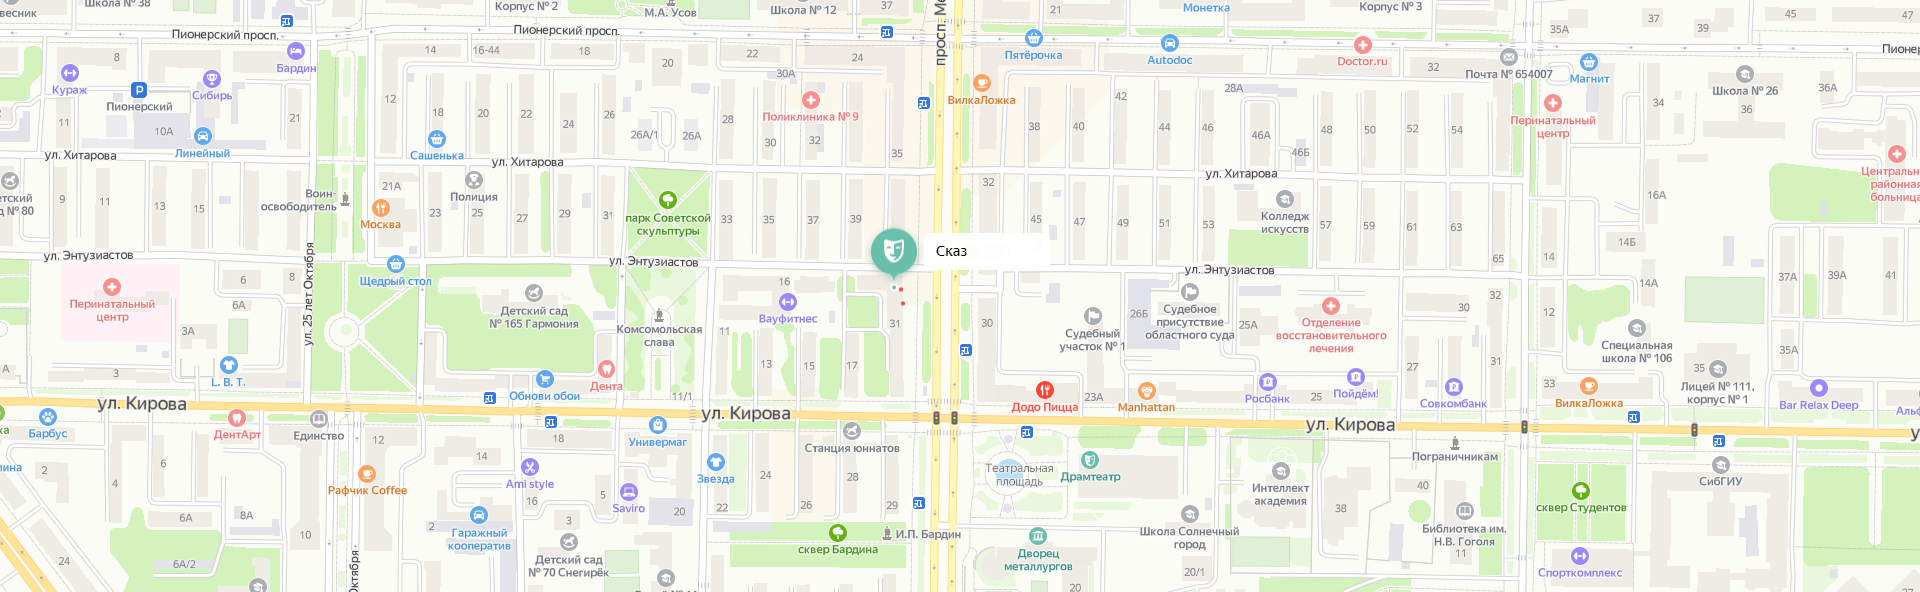 Школа № 38
Корпус № 2
М.А. Усов
Школа № 12
21
Монетка
Корпус № 3
37
45
47
35А
39
Пионерский просп.
Пионерский просп.
просп.
8
Бардин
14
16-44
18
20
22
24
30А
Пятёрочка
Autodoc
Doctor.ru
32
Почта № 654007
Магнит
Школа № 26
36
36А
Кураж
Пионерский
Сибирь
ВилкаЛожка
28А
11
10А
21
Линейный
12
18
Сашенька
20
22
24
26
26А/1
26А
28
Поликлиника № 9
30
32
35
42
38
40
44
46
46А
46Б
48
50
52
54
Перинатальный
центр
ул. Хитарова
ул. Хитарова
ул. Хитарова
Центральн
районная
больница
д № 80
9
11
13
15
Воин-
освободитель
21А
Москва
Полиция
23
25
27
29
31
парк Советской
скульптуры
33
35
37
39
32
45
47
49
51
53
Колледж
искусств
57
59
61
63
65
16А
14Б
14А
14
12
37А
39А
41
Сказ
ул. Энтузиастов
ул. Энтузиастов
ул. Энтузиастов
ул. 25 лет Октября
Щедрый стол
Перинатальный
центр
6
8
6А
3А
3
Детский сад
№ 165 Гармония
Комсомольская
слава
16
Вауфитнес
11
13
15
17
31
30
Судебный
участок № 1
26Б
Судебное
присутствие
областного суда
25А
Отделение
восстановительного
лечения
30
32
27
31
Специальная
школа № 106
35
Лицей № 111,
корпус № 1
35А
33
А
L. B. T.
Обнови обои
Дента
11/1
Додо Пицца
23А
Manhattan
Росбанк
25
Пойдём!
Совкомбанк
ВилкаЛожка
Bar Relax Deep
ул. Кирова
ул. Кирова
ул. Кирова
Барбус
ДентАрт
Единство
12
18
Универмаг
Станция юннатов
Театральная
площадь
Драмтеатр
Пограничникам
СибГИУ
2
4
6
Рафчик Coffee
14
Ami style
16
5
Saviro
20
Звезда
22
24
26
28
29
Интеллект
академия
38
40
Библиотека им.
Н.В. Гоголя
11
сквер Студентов
6А
8А
10
2
Гаражный
кооператив
3
Детский сад
№ 70 Снегирёк
сквер Бардина
И.П. Бардин
Дворец
металлургов
20
Школа Солнечный
город
20/1
Спорткомплекс
24
6А/2
Октября
27